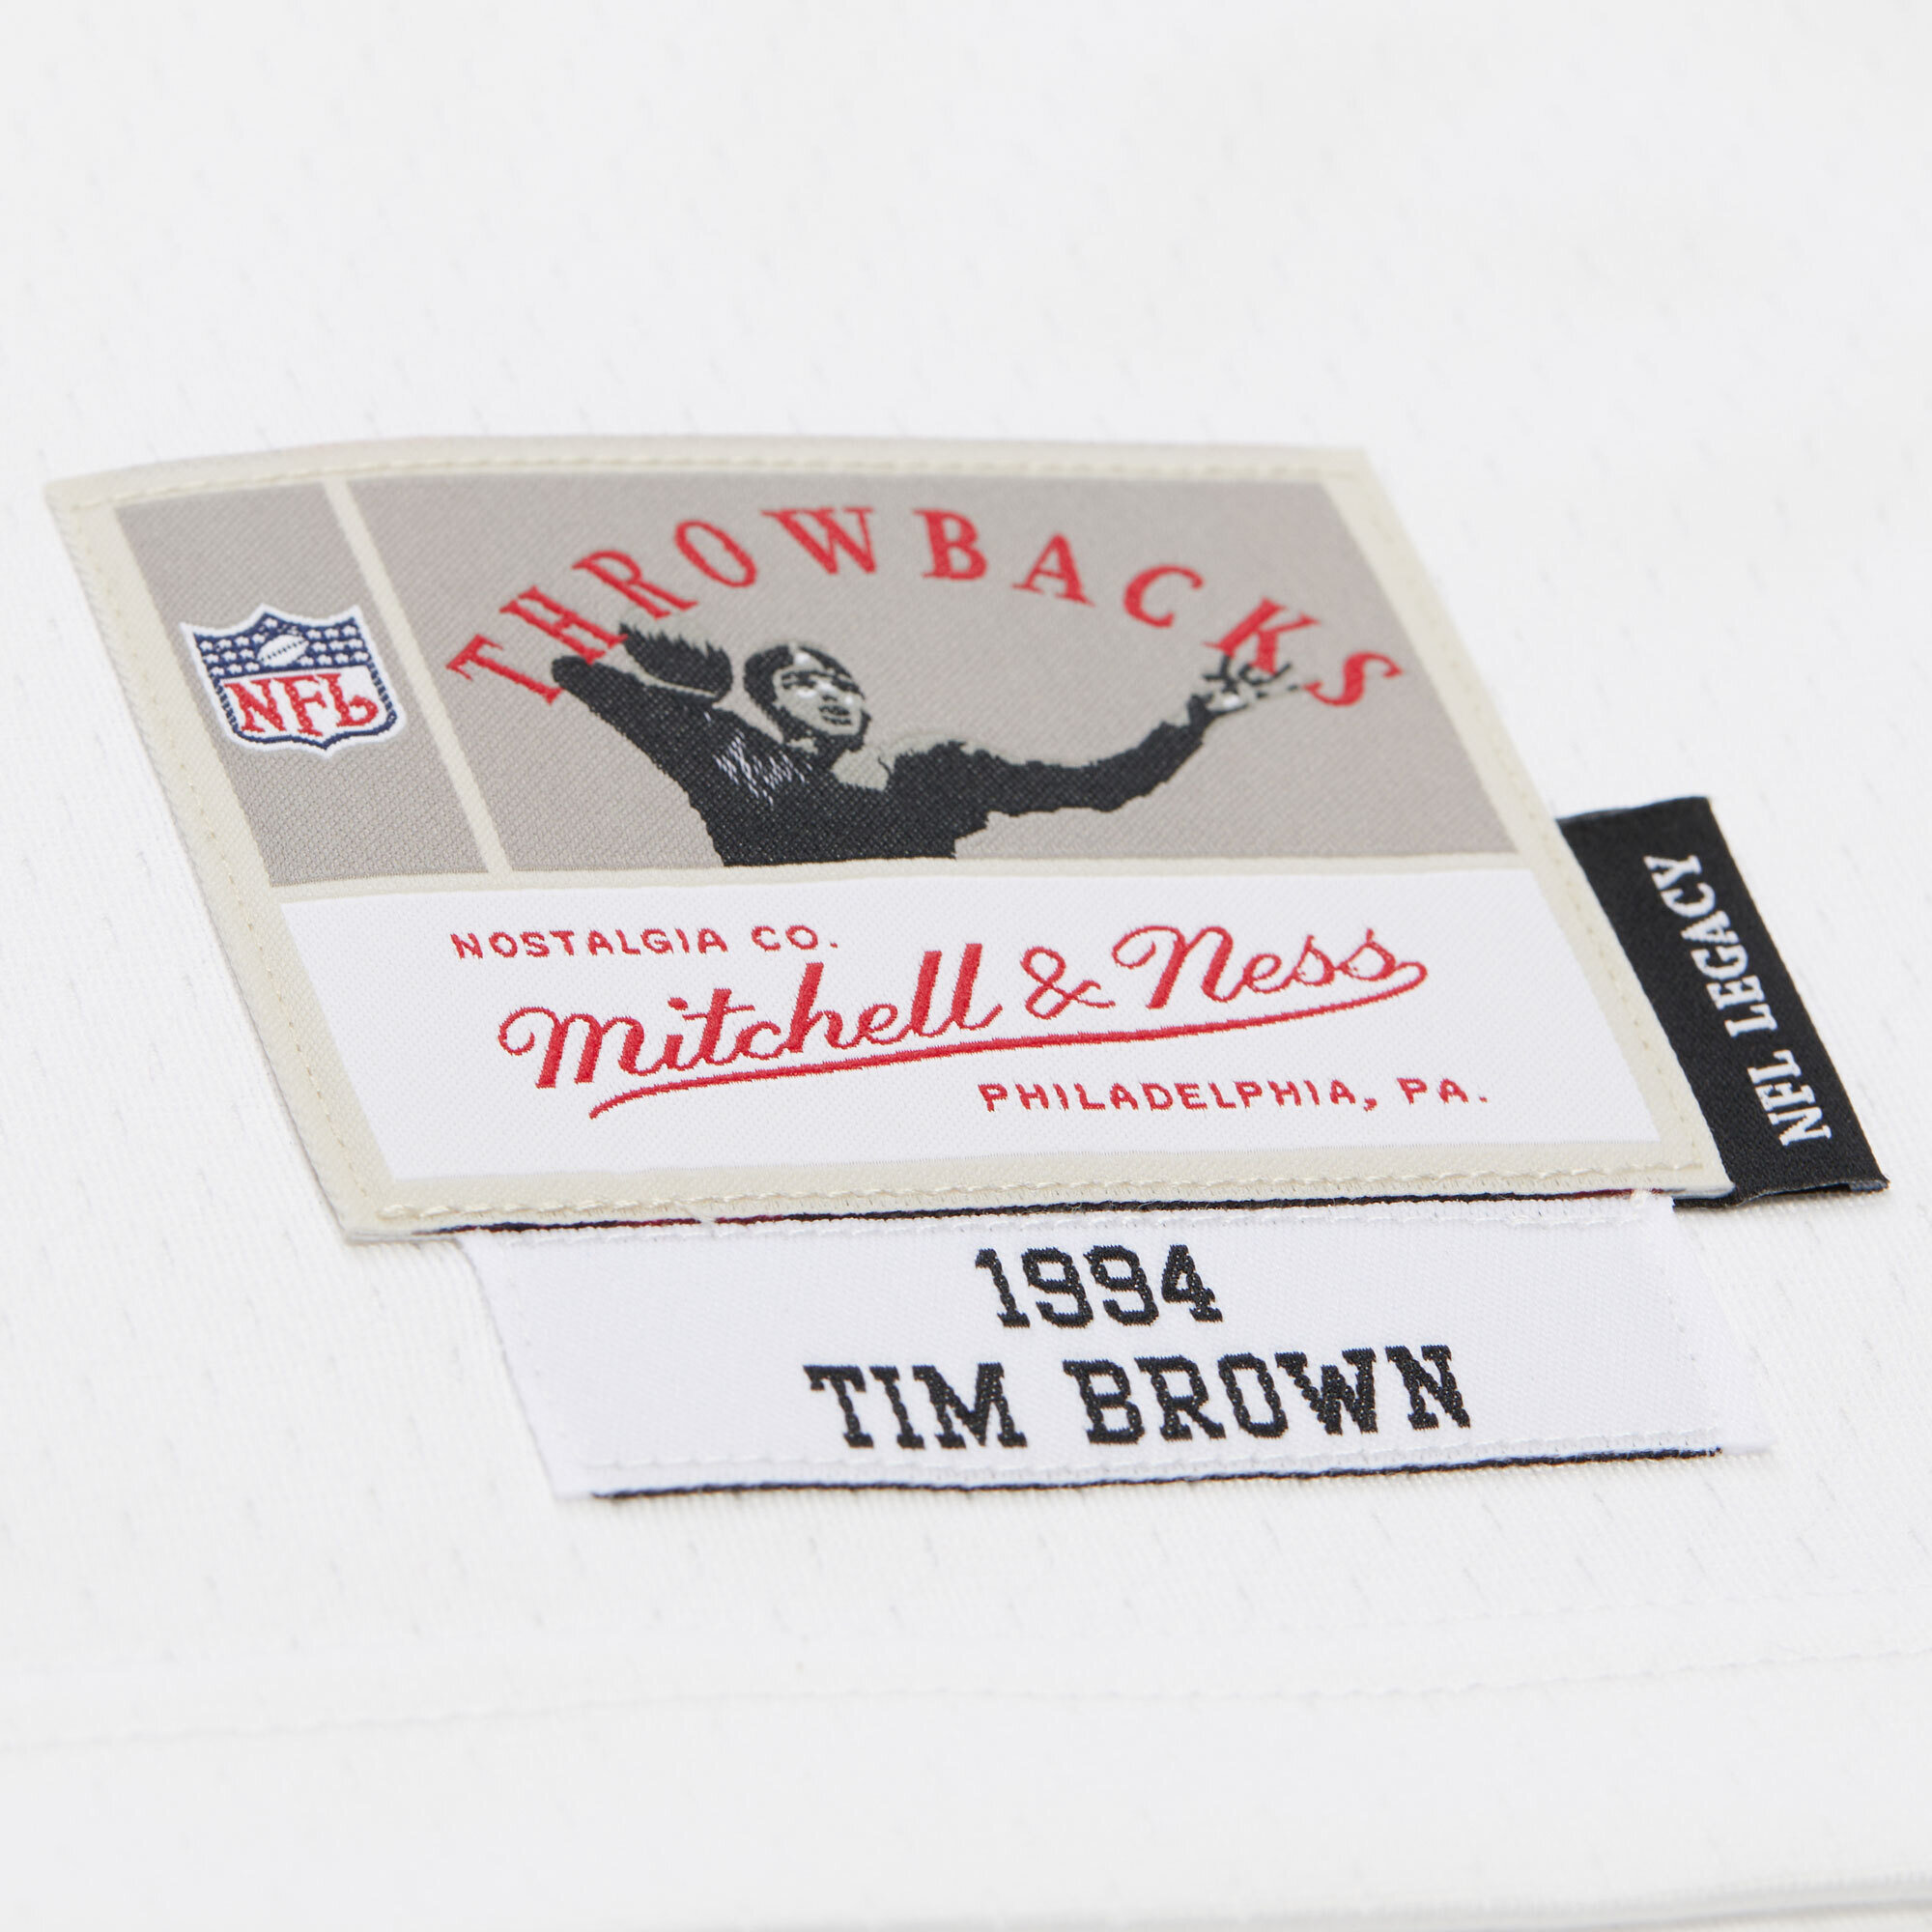 THROWBACKS
NFL
NOSTALGIA CO.
Mitchell & Ness
PHILADELPHIA, PA.
NFL LEGACY
1994
TIM BROWN